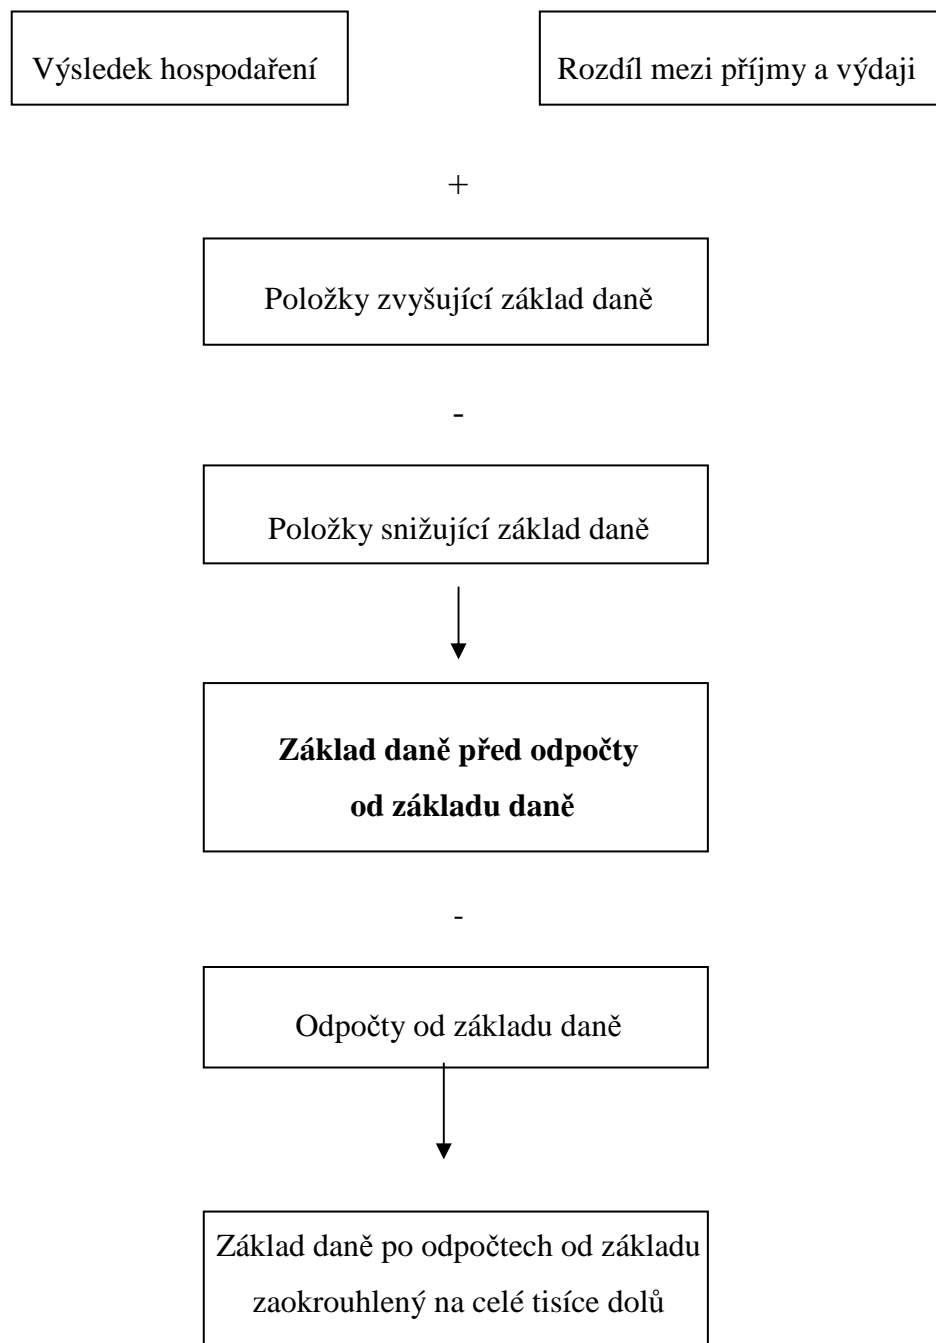 Výsledek hospodaření
Rozdíl mezi příjmy a výdaji
+
Položky zvyšující základ daně
-
Položky snižující základ daně
Základ daně před odpočty
od základu daně
-
Odpočty od základu daně
Základ daně po odpočtech od základu
zaokrouhlený na celé tisíce dolů